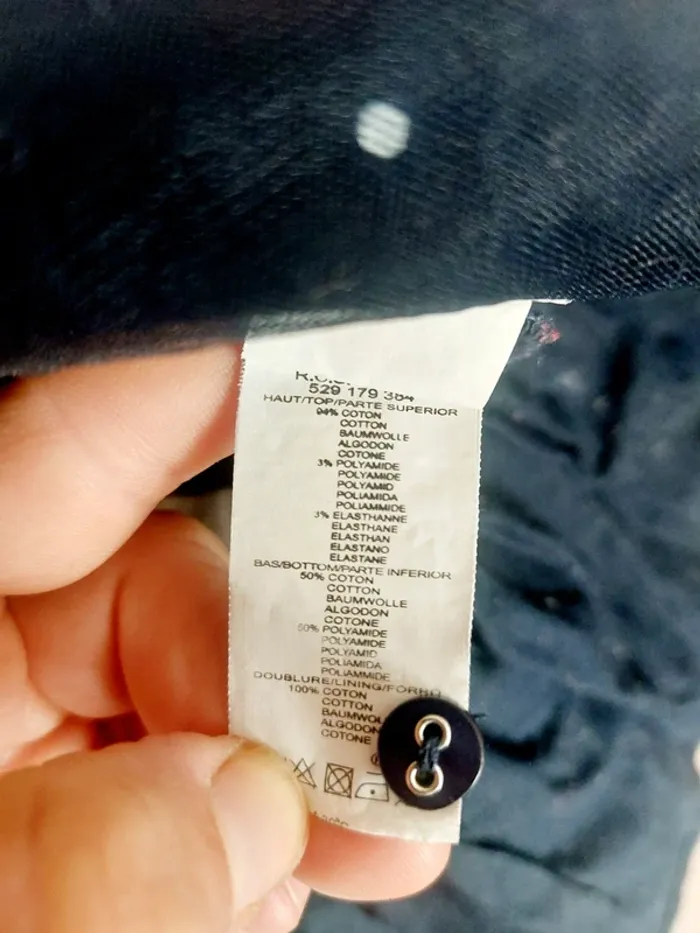 529 179 384
HAUT/TOP/PARTE SUPERIOR
94% COTON
COTTON
BAUMWOLLE
ALGODON
COTONE
3% POLYAMIDE
POLYAMIDE
POLYAMID
POLIAMIDA
POLIAMMIDE
3% ELASTHANNE
ELASTHANE
ELASTHAN
ELASTANO
ELASTANE
BAS/BOTTOM/PARTE INFERIOR
50% COTON
COTTON
BAUMWOLLE
ALGODON
COTONE
50% POLYAMIDE
POLYAMIDE
POLYAMID
POLIAMIDA
POLIAMMIDE
DOUBLURE/LINING/FORRO
100% COTON
COTTON
BAUMWOL
ALGODON
COTONE